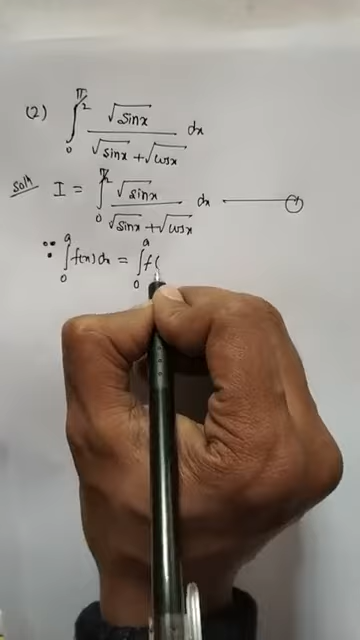 (2) ∫₀^{π/2} √sinx / (√sinx + √cosx) dx
Solⁿ I = ∫₀^{π/2} √sinx / (√sinx + √cosx) dx —— ①
∵ ∫₀^a f(x) dx = ∫₀^a f(